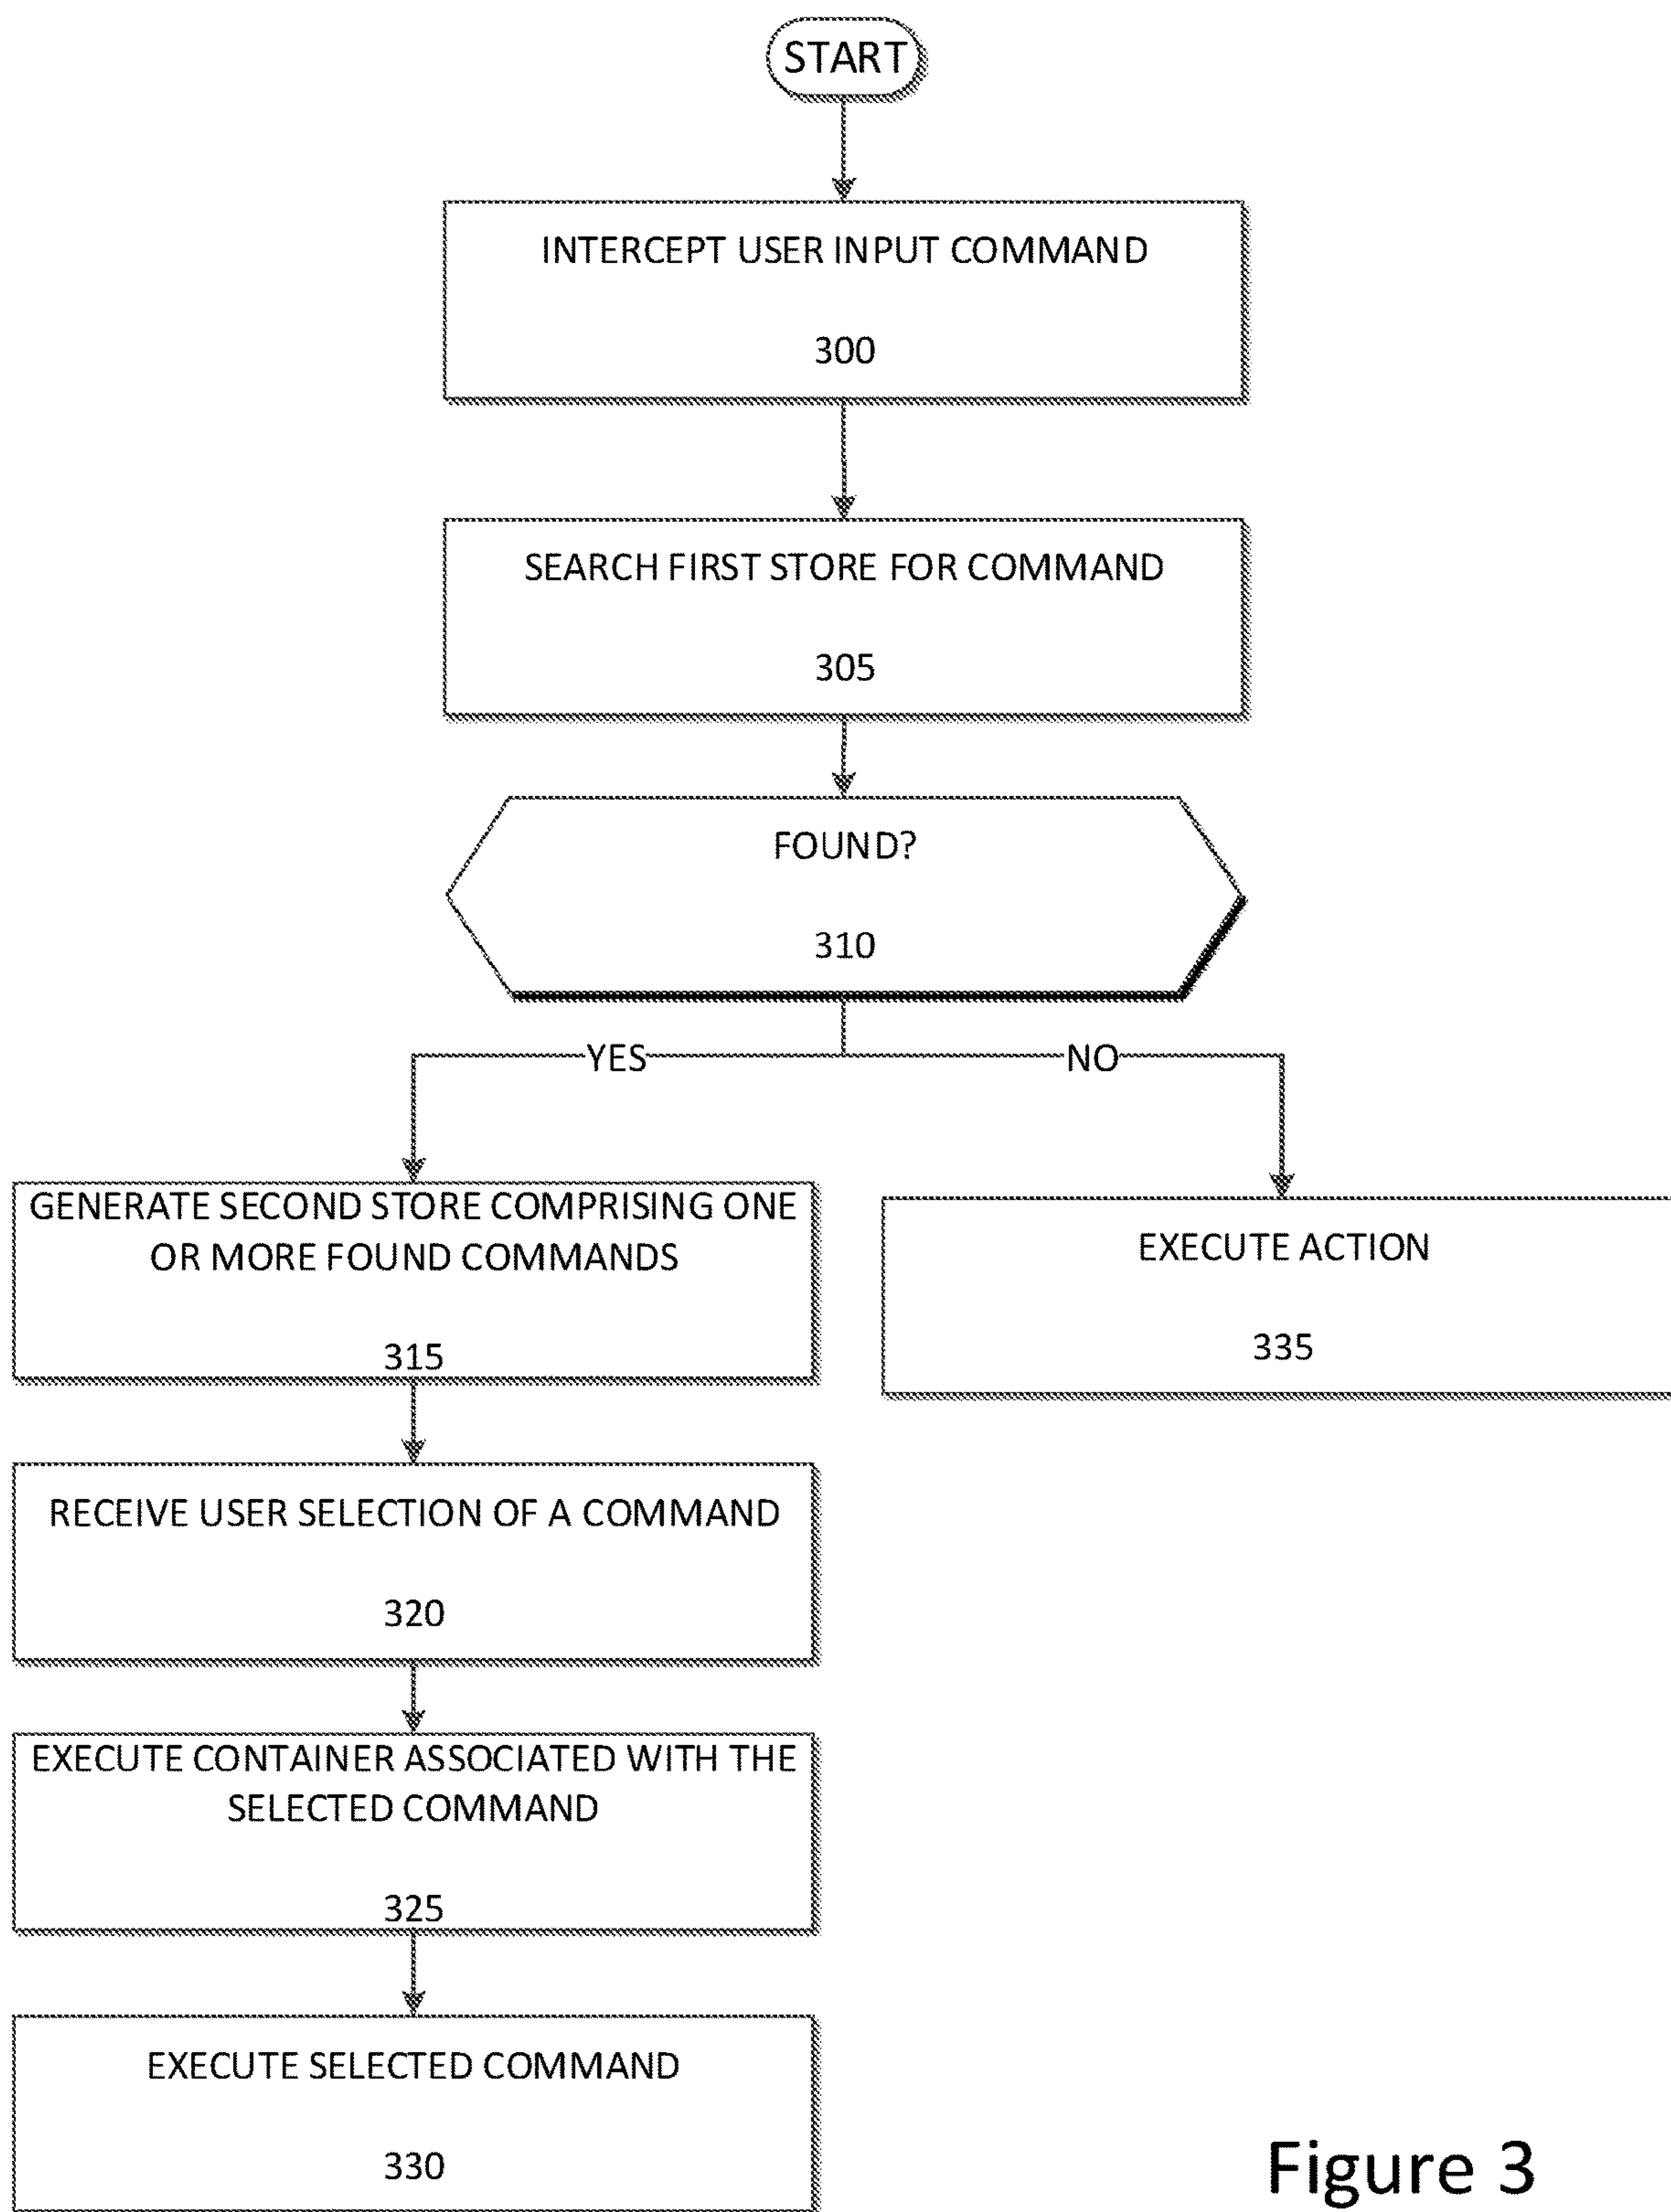 START
INTERCEPT USER INPUT COMMAND
300
SEARCH FIRST STORE FOR COMMAND
305
FOUND?
310
YES
NO
GENERATE SECOND STORE COMPRISING ONE
OR MORE FOUND COMMANDS
315
EXECUTE ACTION
335
RECEIVE USER SELECTION OF A COMMAND
320
EXECUTE CONTAINER ASSOCIATED WITH THE
SELECTED COMMAND
325
EXECUTE SELECTED COMMAND
330
Figure 3